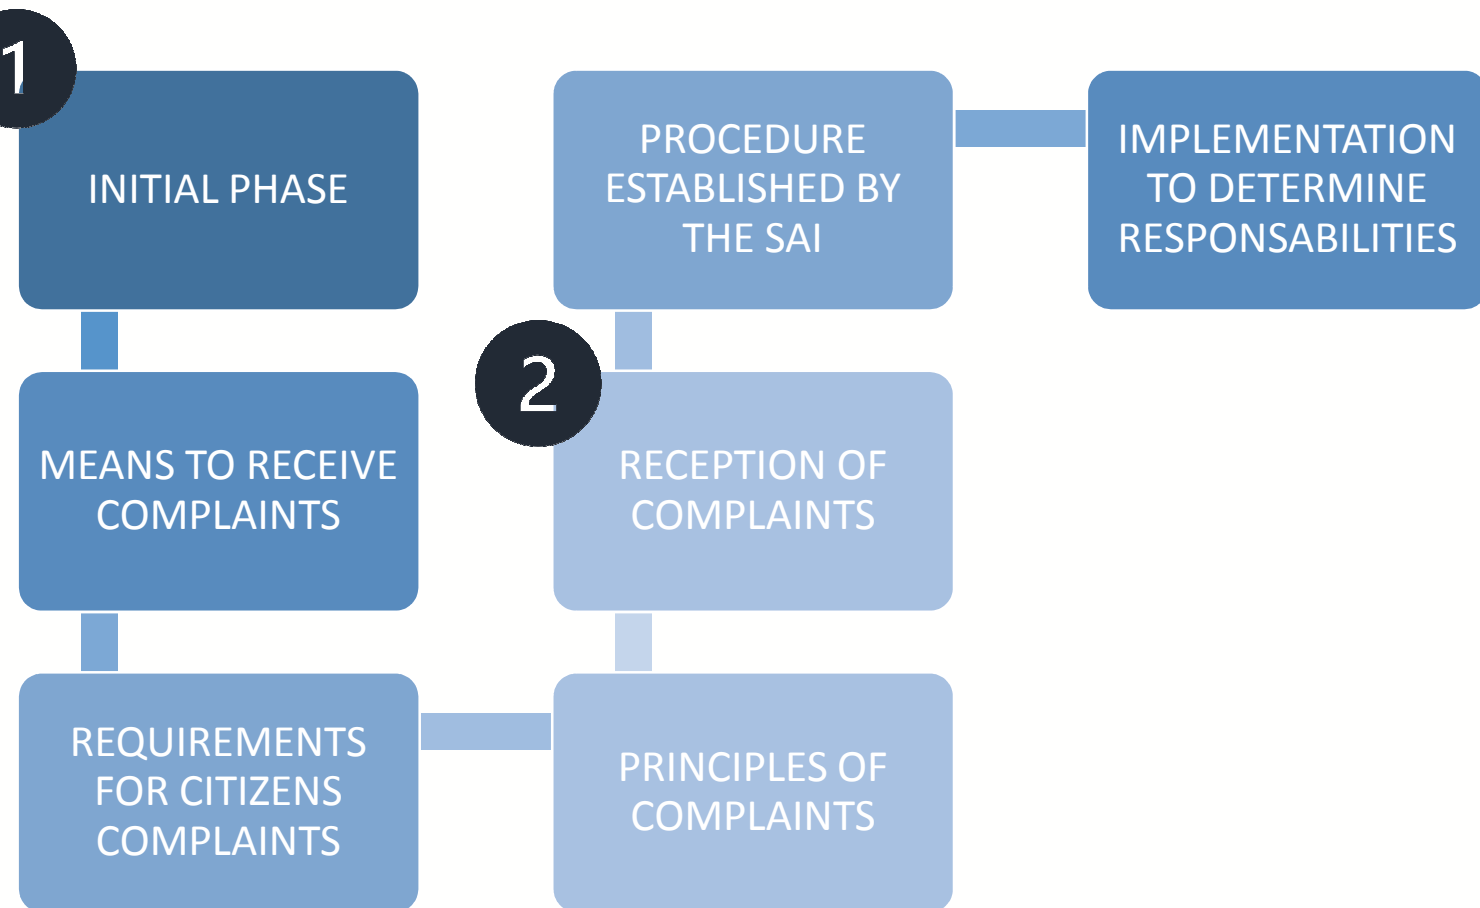 1
INITIAL PHASE
MEANS TO RECEIVE
COMPLAINTS
REQUIREMENTS
FOR CITIZENS
COMPLAINTS
PRINCIPLES OF
COMPLAINTS
2
RECEPTION OF
COMPLAINTS
PROCEDURE
ESTABLISHED BY
THE SAI
IMPLEMENTATION
TO DETERMINE
RESPONSABILITIES